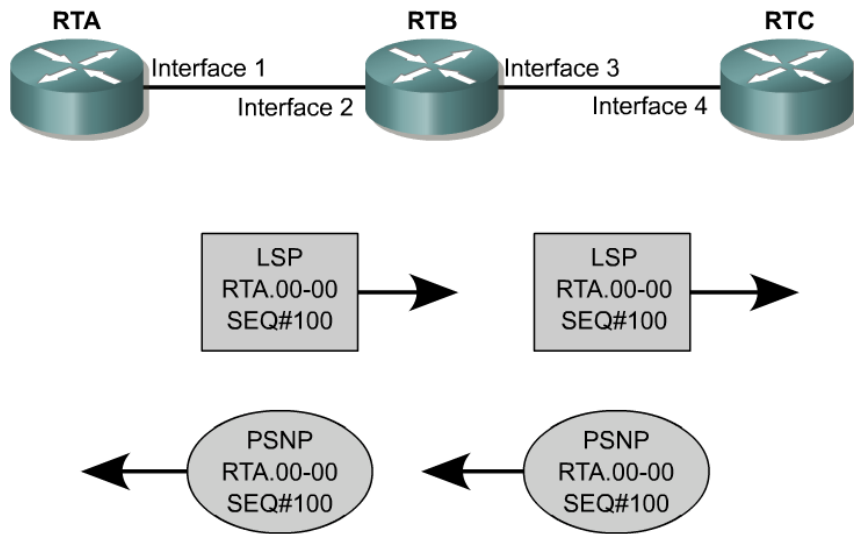 RTA
RTB
RTC
Interface 1
Interface 2
Interface 3
Interface 4
LSP
RTA.00-00
SEQ#100
LSP
RTA.00-00
SEQ#100
PSNP
RTA.00-00
SEQ#100
PSNP
RTA.00-00
SEQ#100